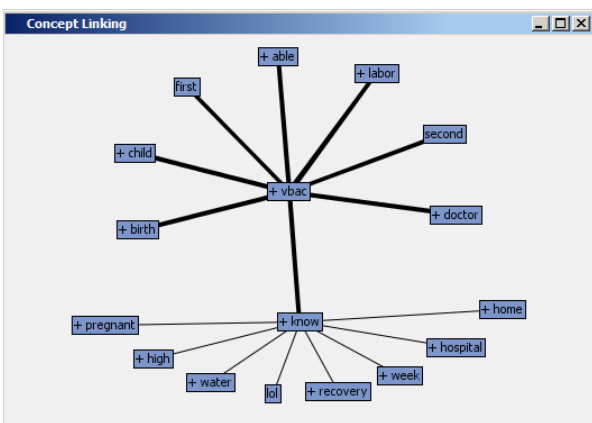 Concept Linking
+ able
+ labor
first
second
+ child
+ vbac
+ doctor
+ birth
+ home
+ know
+ pregnant
+ hospital
+ high
+ week
+ water
+ recovery
lol